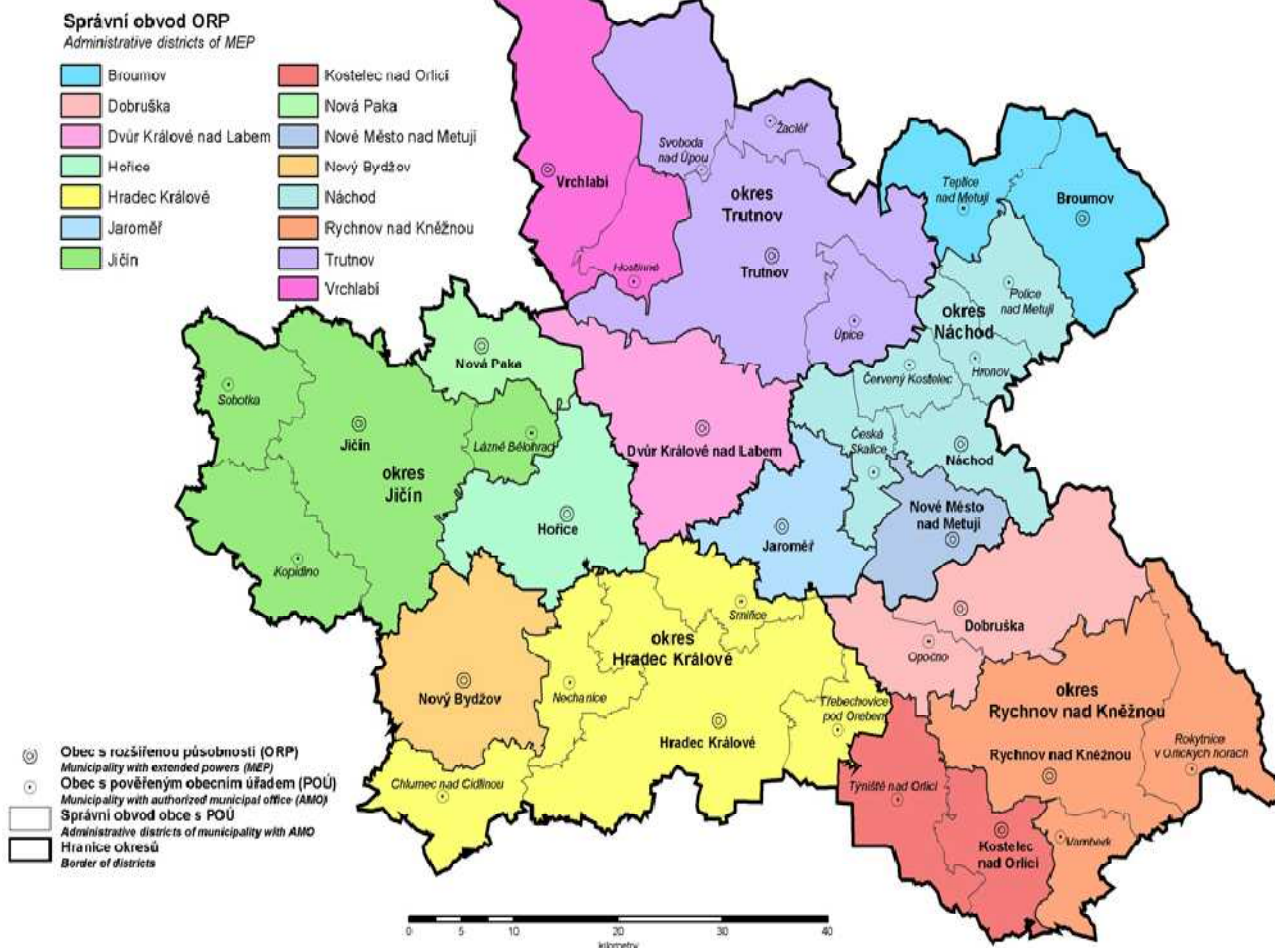 Správní obvod ORP
Administrative districts of MEP
Broumov
Dobruška
Dvůr Králové nad Labem
Hořice
Hradec Králové
Jaroměř
Jičín
Kostelec nad Orlicí
Nová Paka
Nové Město nad Metují
Nový Bydžov
Náchod
Rychnov nad Kněžnou
Trutnov
Vrchlabí
Žacléř
Svoboda
nad Úpou
Vrchlabí
okres
Trutnov
Teplice
nad Metují
Broumov
Hostinné
Trutnov
Police
nad Metují
okres
Náchod
Úpice
Nová Paka
Červený Kostelec
Hronov
Sobotka
Jičín
Lázně Bělohrad
Dvůr Králové nad Labem
Česká
Skalice
Náchod
okres
Jičín
Nové Město
nad Metují
Hořice
Jaroměř
Kopidlno
Smiřice
Dobruška
okres
Hradec Králové
Opočno
Nový Bydžov
Nechanice
Třebechovice
pod Orebem
okres
Rychnov nad Kněžnou
Hradec Králové
Rychnov nad Kněžnou
Rokytnice
v Orlických horách
Chlumec nad Cidlinou
Týniště nad Orlicí
Kostelec
nad Orlicí
Vamberk
Obec s rozšířenou působností (ORP)
Municipality with extended powers (MEP)
Obec s pověřeným obecním úřadem (POÚ)
Municipality with authorized municipal office (AMO)
Správní obvod obce s POÚ
Administrative districts of municipality with AMO
Hranice okresů
Border of districts
0 5 10 20 30 40
kilometry